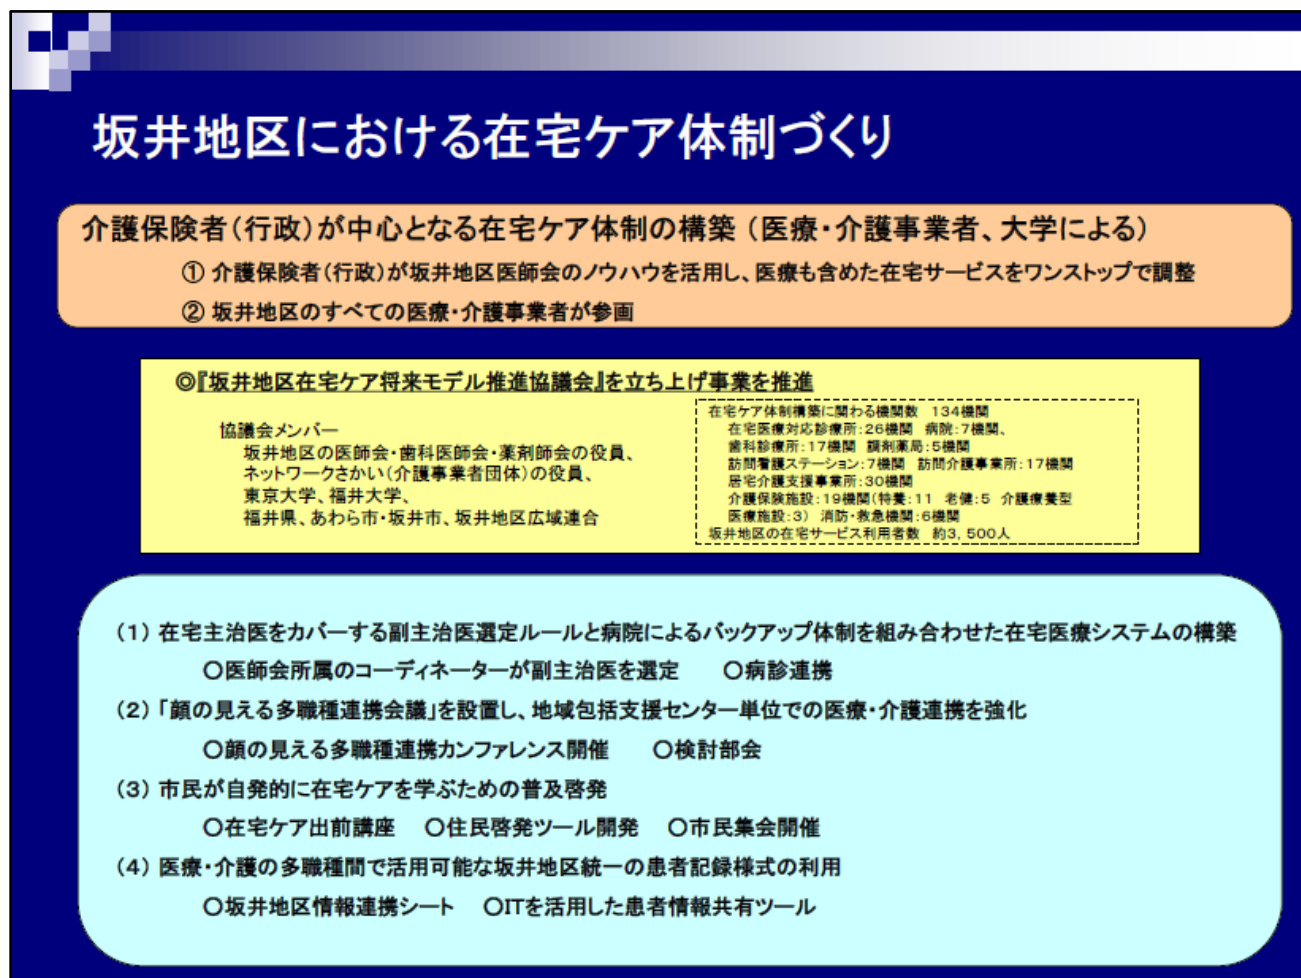 坂井地区における在宅ケア体制づくり
介護保険者(行政)が中心となる在宅ケア体制の構築(医療・介護事業者、大学による)
① 介護保険者(行政)が坂井地区医師会のノウハウを活用し、医療も含めた在宅サービスをワンストップで調整
② 坂井地区のすべての医療・介護事業者が参画
◎『坂井地区在宅ケア将来モデル推進協議会』を立ち上げ事業を推進
協議会メンバー
坂井地区の医師会・歯科医師会・薬剤師会の役員、
ネットワークさかい(介護事業者団体)の役員、
東京大学、福井大学、
福井県、あわら市・坂井市、坂井地区広域連合
在宅ケア体制構築に関わる機関数 134機関
在宅医療対応診療所:26機関 病院:7機関、
歯科診療所:17機関 調剤薬局:5機関
訪問看護ステーション:7機関 訪問介護事業所:17機関
居宅介護支援事業所:30機関
介護保険施設:19機関(特養:11 老健:5 介護療養型
医療施設:3) 消防・救急機関:6機関
坂井地区の在宅サービス利用者数 約3,500人
(1) 在宅主治医をカバーする副主治医選定ルールと病院によるバックアップ体制を組み合わせた在宅医療システムの構築
○医師会所属のコーディネーターが副主治医を選定 ○病診連携
(2) 「顔の見える多職種連携会議」を設置し、地域包括支援センター単位での医療・介護連携を強化
○顔の見える多職種連携カンファレンス開催 ○検討部会
(3) 市民が自発的に在宅ケアを学ぶための普及啓発
○在宅ケア出前講座 ○住民啓発ツール開発 ○市民集会開催
(4) 医療・介護の多職種間で活用可能な坂井地区統一の患者記録様式の利用
○坂井地区情報連携シート ○ITを活用した患者情報共有ツール